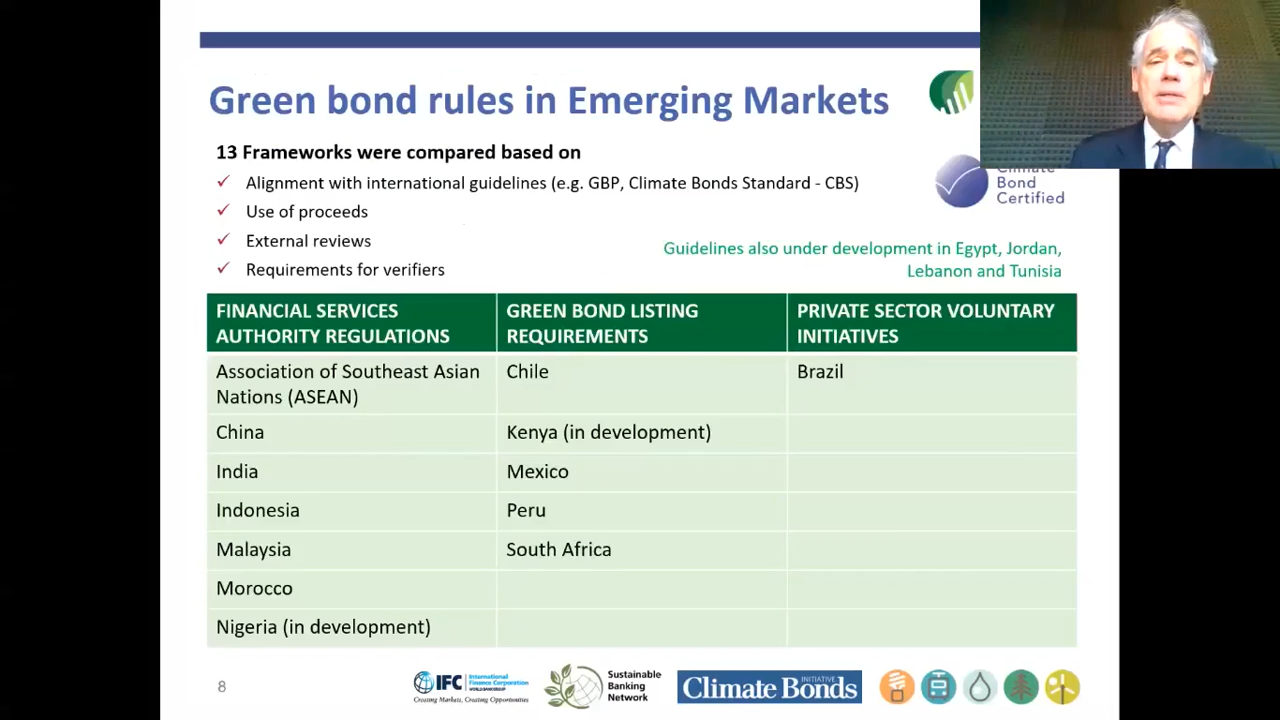 Green bond rules in Emerging Markets
13 Frameworks were compared based on
✓ Alignment with international guidelines (e.g. GBP, Climate Bonds Standard - CBS)
✓ Use of proceeds
✓ External reviews
✓ Requirements for verifiers
Climate
Bond
Certified
Guidelines also under development in Egypt, Jordan,
Lebanon and Tunisia
FINANCIAL SERVICES
AUTHORITY REGULATIONS
GREEN BOND LISTING
REQUIREMENTS
PRIVATE SECTOR VOLUNTARY
INITIATIVES
Association of Southeast Asian
Nations (ASEAN)
Chile
Brazil
China
Kenya (in development)
India
Mexico
Indonesia
Peru
Malaysia
South Africa
Morocco
Nigeria (in development)
8
IFC
International
Finance Corporation
WORLD BANK GROUP
Creating Markets, Creating Opportunities
Sustainable
Banking
Network
Climate Bonds
INITIATIVE